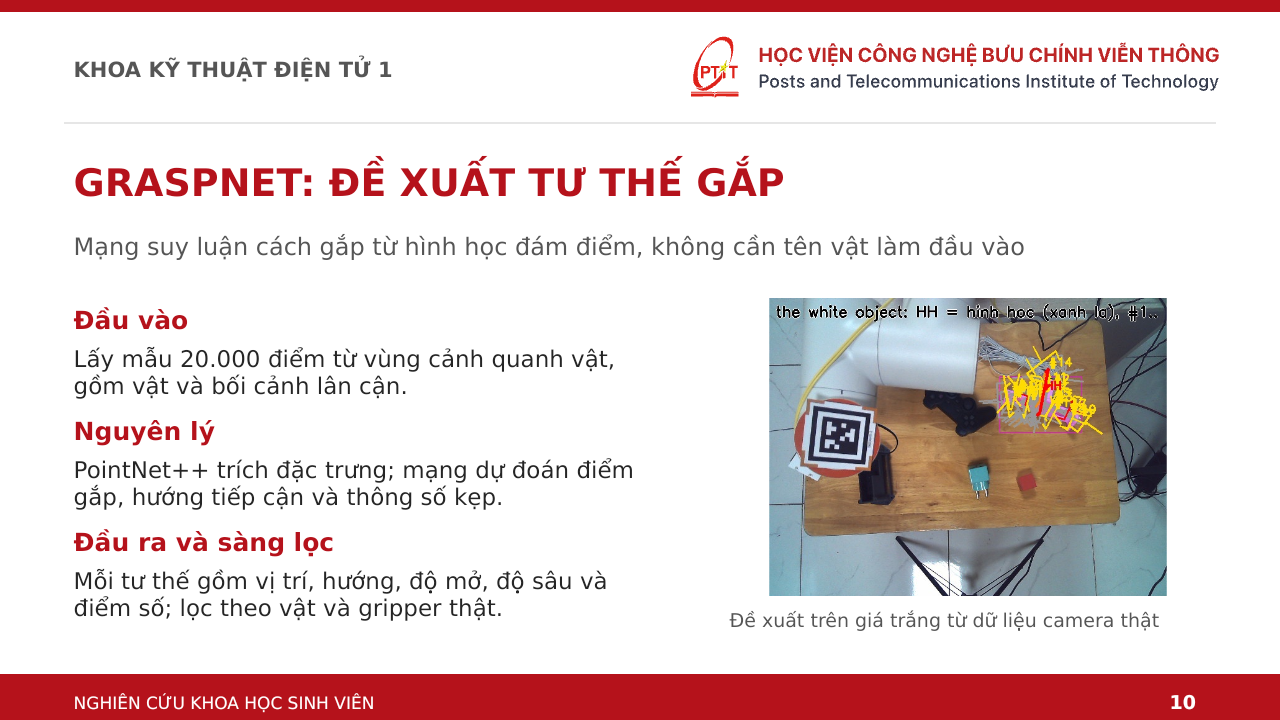 KHOA KỸ THUẬT ĐIỆN TỬ 1
PTIT
HỌC VIỆN CÔNG NGHỆ BƯU CHÍNH VIỄN THÔNG
Posts and Telecommunications Institute of Technology
GRASPNET: ĐỀ XUẤT TƯ THẾ GẮP
Mạng suy luận cách gắp từ hình học đám điểm, không cần tên vật làm đầu vào
Đầu vào
Lấy mẫu 20.000 điểm từ vùng cảnh quanh vật,
gồm vật và bối cảnh lân cận.
Nguyên lý
PointNet++ trích đặc trưng; mạng dự đoán điểm
gắp, hướng tiếp cận và thông số kẹp.
Đầu ra và sàng lọc
Mỗi tư thế gồm vị trí, hướng, độ mở, độ sâu và
điểm số; lọc theo vật và gripper thật.
the white object: HH = hinh hoc (xanh la), #1..
#14
HH
Đề xuất trên giá trắng từ dữ liệu camera thật
NGHIÊN CỨU KHOA HỌC SINH VIÊN
10